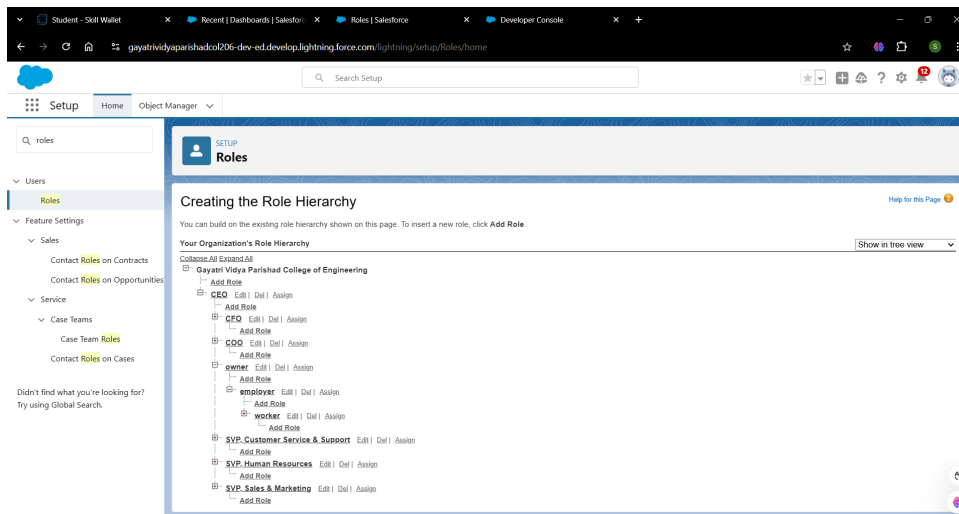 Student - Skill Wallet
Recent | Dashboards | Salesforc
Roles | Salesforce
Developer Console
gayatrividyaparishadcol206-dev-ed.develop.lightning.force.com/lightning/setup/Roles/home
S
Search Setup
12
Setup
Home
Object Manager
roles
Users
Roles
Feature Settings
Sales
Contact Roles on Contracts
Contact Roles on Opportunities
Service
Case Teams
Case Team Roles
Contact Roles on Cases
Didn't find what you're looking for?
Try using Global Search.
SETUP
Roles
Creating the Role Hierarchy
Help for this Page
You can build on the existing role hierarchy shown on this page. To insert a new role, click Add Role.
Your Organization's Role Hierarchy
Show in tree view
Collapse All Expand All
Gayatri Vidya Parishad College of Engineering
Add Role
CEO Edit | Del | Assign
Add Role
CFO Edit | Del | Assign
Add Role
COO Edit | Del | Assign
Add Role
owner Edit | Del | Assign
Add Role
employer Edit | Del | Assign
Add Role
worker Edit | Del | Assign
Add Role
SVP, Customer Service & Support Edit | Del | Assign
Add Role
SVP, Human Resources Edit | Del | Assign
Add Role
SVP, Sales & Marketing Edit | Del | Assign
Add Role